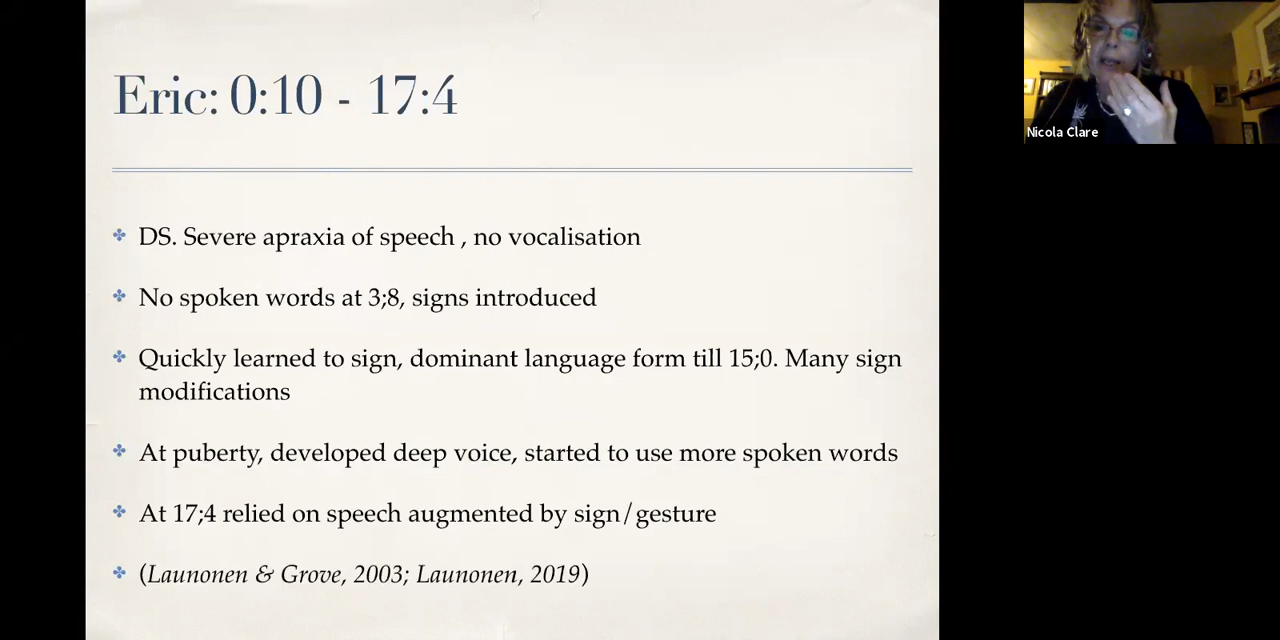 Eric: 0:10 - 17:4
DS. Severe apraxia of speech , no vocalisation
No spoken words at 3;8, signs introduced
Quickly learned to sign, dominant language form till 15;0. Many sign
modifications
At puberty, developed deep voice, started to use more spoken words
At 17;4 relied on speech augmented by sign/gesture
(Launonen & Grove, 2003; Launonen, 2019)
Nicola Clare